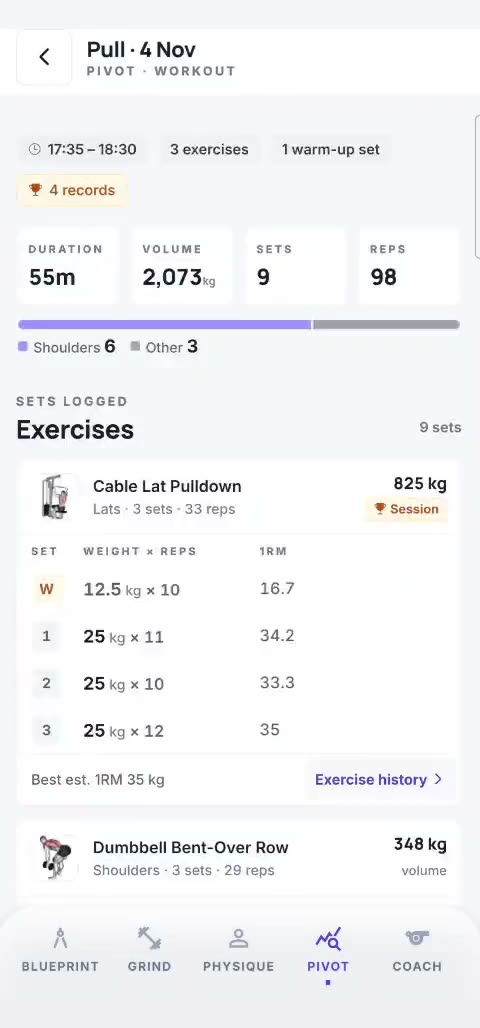 Pull · 4 Nov
PIVOT · WORKOUT
17:35 – 18:30 3 exercises 1 warm-up set
4 records
DURATION VOLUME SETS REPS
55m 2,073kg 9 98
Shoulders 6 Other 3
SETS LOGGED
Exercises 9 sets
Cable Lat Pulldown 825 kg
Lats · 3 sets · 33 reps Session
SET WEIGHT × REPS 1RM
W 12.5 kg × 10 16.7
1 25 kg × 11 34.2
2 25 kg × 10 33.3
3 25 kg × 12 35
Best est. 1RM 35 kg Exercise history
Dumbbell Bent-Over Row 348 kg
Shoulders · 3 sets · 29 reps volume
BLUEPRINT GRIND PHYSIQUE PIVOT COACH